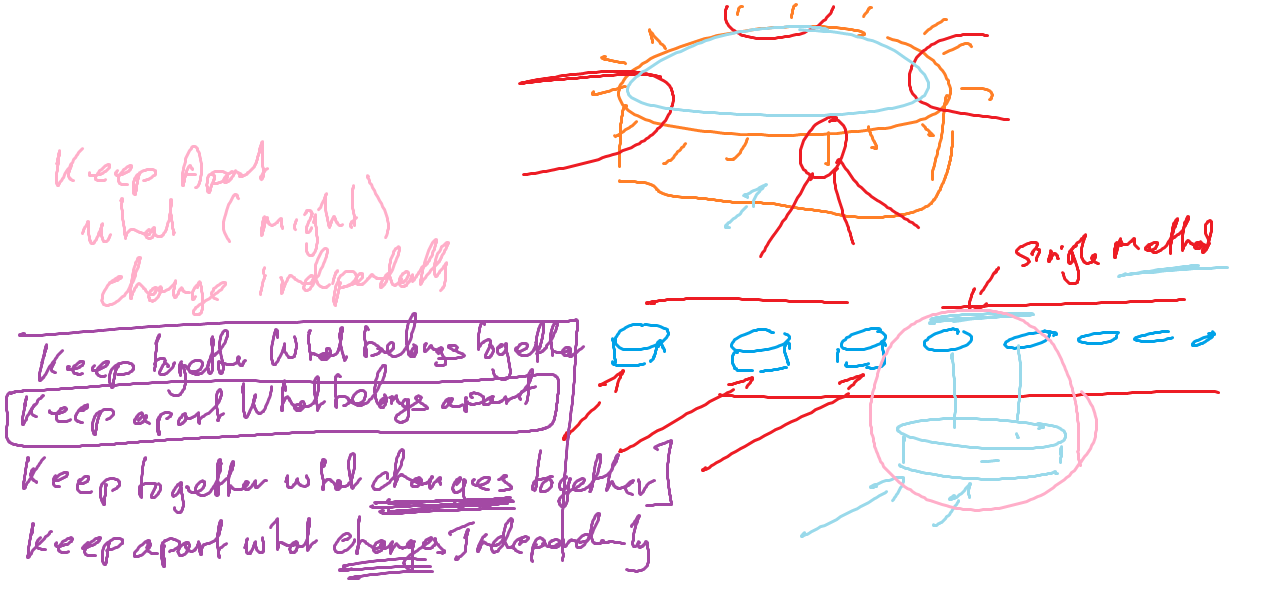 Keep Apart
what (might)
change independently
single method
Keep together What belongs together
Keep apart What belongs apart
Keep together what changes together]
Keep apart what changes Independently